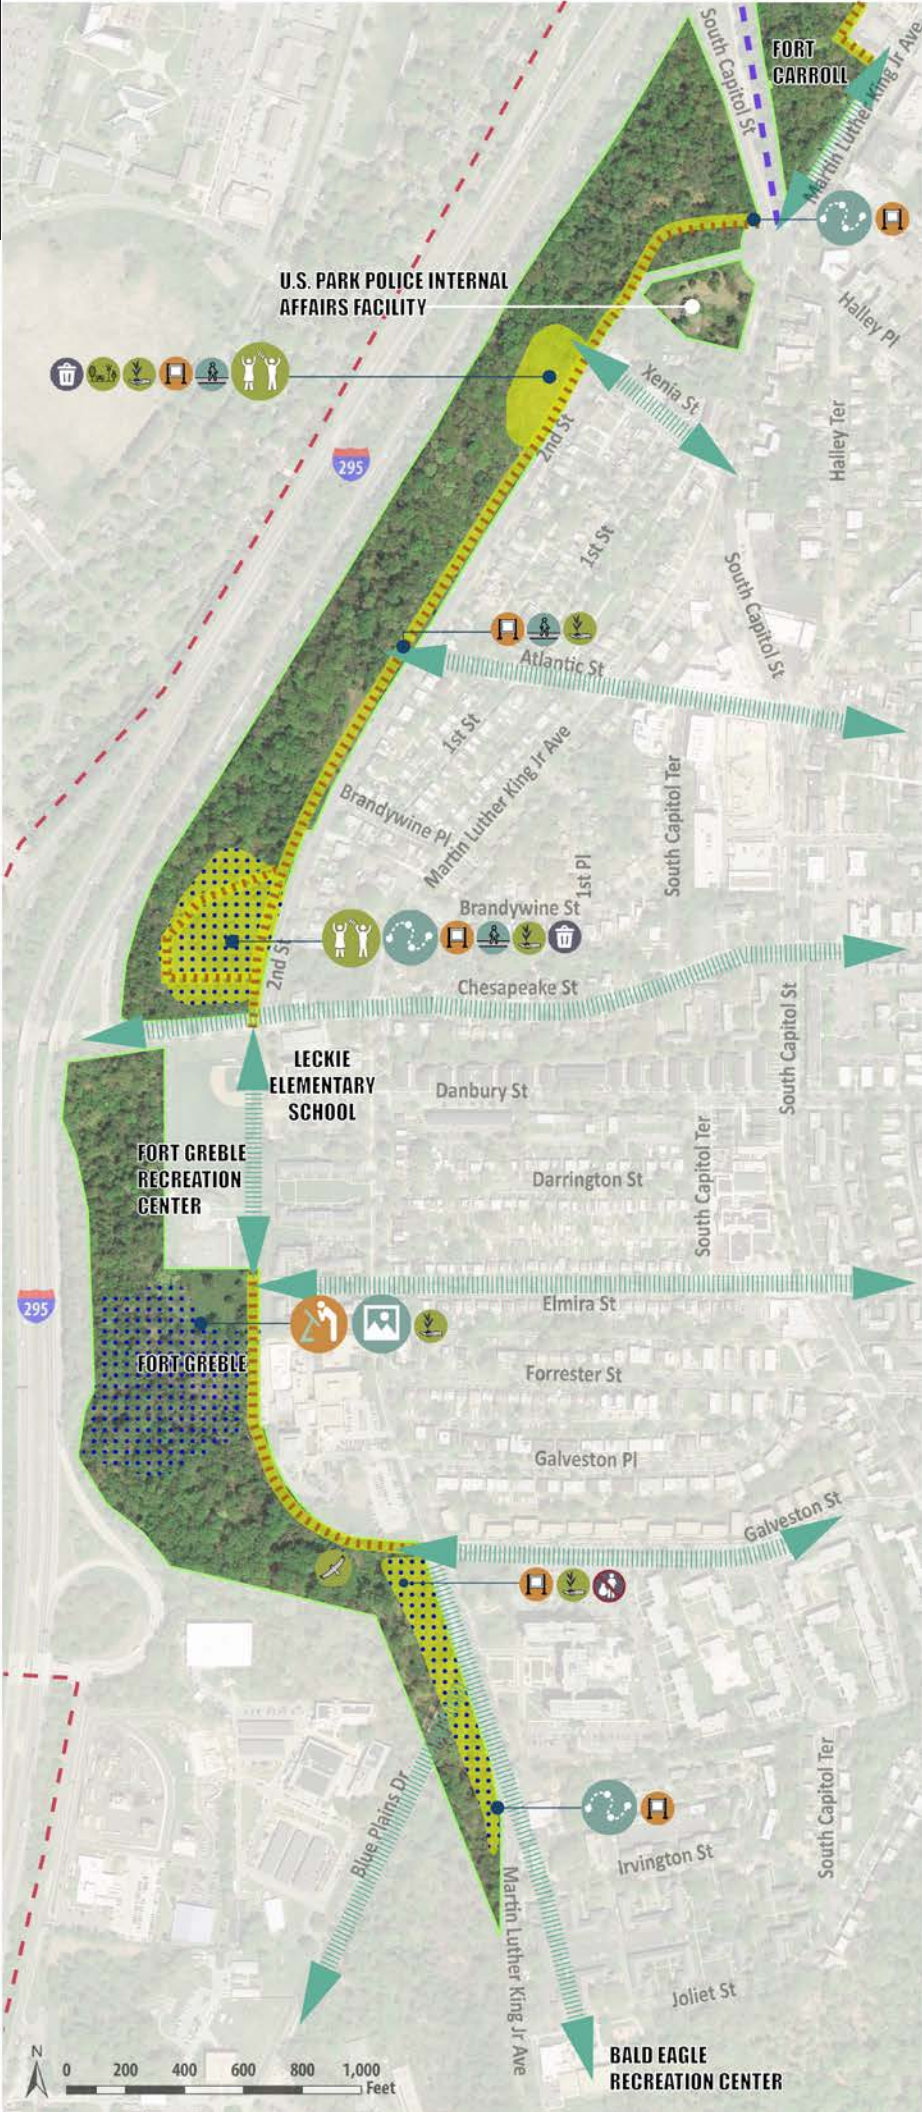 South Capitol St
FORT
CARROLL
Martin Luther King Jr Ave
U.S. PARK POLICE INTERNAL
AFFAIRS FACILITY
Halley Pl
Xenia St
Halley Ter
2nd St
295
1st St
South Capitol St
Atlantic St
1st St
Martin Luther King Jr Ave
South Capitol Ter
Brandywine Pl
1st Pl
Brandywine St
2nd St
Chesapeake St
South Capitol St
LECKIE
ELEMENTARY
SCHOOL
Danbury St
FORT GREBLE
RECREATION
CENTER
Darrington St
South Capitol Ter
295
Elmira St
FORT GREBLE
Forrester St
Galveston Pl
Galveston St
Blue Plains Dr
South Capitol Ter
Irvington St
Martin Luther King Jr Ave
Joliet St
BALD EAGLE
RECREATION CENTER
N
0 200 400 600 800 1,000
Feet